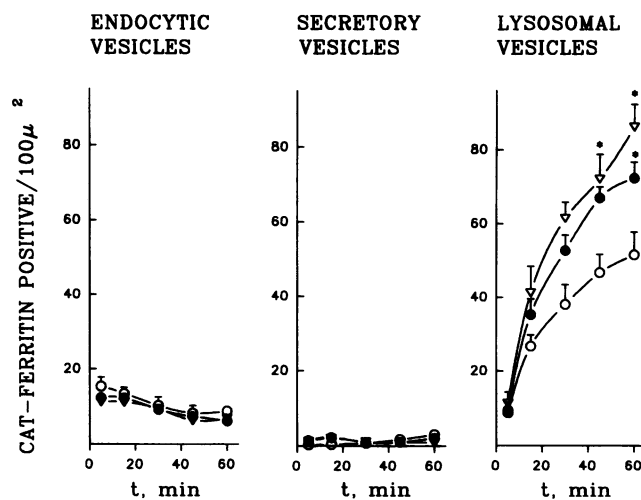 ENDOCYTIC VESICLES
SECRETORY VESICLES
LYSOSOMAL VESICLES
CAT-FERRITIN POSITIVE/100μ²
80
60
40
20
0 20 40 60
t, min
80
60
40
20
0 20 40 60
t, min
* *
*
80
60
40
20
0 20 40 60
t, min